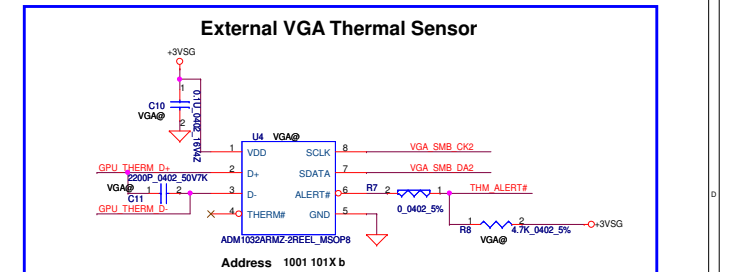 External VGA Thermal Sensor
+3VSG
1
C10
VGA@
2
0.1U_0402_16V4Z
U4 VGA@
1 VDD SCLK 8 VGA_SMB_CK2
GPU_THERM_D+ 2 D+ SDATA 7 VGA_SMB_DA2
2200P_0402_50V7K
VGA@ 1 2 3 D- ALERT# 6 R7 2 1 THM_ALERT#
C11
0_0402_5%
GPU_THERM_D- 4 THERM# GND 5
R8 1 2 4.7K_0402_5% +3VSG
VGA@
ADM1032ARMZ-2REEL_MSOP8
Address 1001 101X b
D